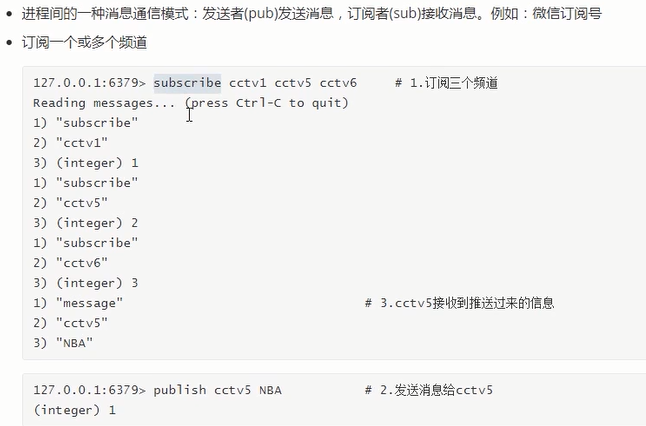 进程间的一种消息通信模式：发送者(pub)发送消息，订阅者(sub)接收消息。例如：微信订阅号
订阅一个或多个频道
127.0.0.1:6379> subscribe cctv1 cctv5 cctv6     # 1.订阅三个频道
Reading messages... (press Ctrl-C to quit)
1) "subscribe"
2) "cctv1"
3) (integer) 1
1) "subscribe"
2) "cctv5"
3) (integer) 2
1) "subscribe"
2) "cctv6"
3) (integer) 3
1) "message"                              # 3.cctv5接收到推送过来的信息
2) "cctv5"
3) "NBA"
127.0.0.1:6379> publish cctv5 NBA           # 2.发送消息给cctv5
(integer) 1